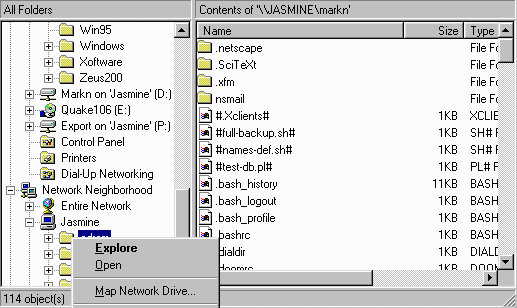 All Folders
Contents of '\\JASMINE\markn'
Win95
Windows
Xoftware
Zeus200
Markn on 'Jasmine' (D:)
Quake106 (E:)
Export on 'Jasmine' (P:)
Control Panel
Printers
Dial-Up Networking
Network Neighborhood
Entire Network
Jasmine
Explore
Open
Map Network Drive...
Name Size Type
.netscape File Fo
.SciTeXt File Fo
.xfm File Fo
nsmail File Fo
#.Xclients# 1KB XCLIE
#full-backup.sh# 1KB SH# F
#names-def.sh# 1KB SH# F
#test-db.pl# 1KB PL# F
.bash_history 11KB BASH
.bash_logout 1KB BASH
.bash_profile 1KB BASH
.bashrc 1KB BASH
.dialdir 1KB DIALD
1KB DOOM
114 object(s)